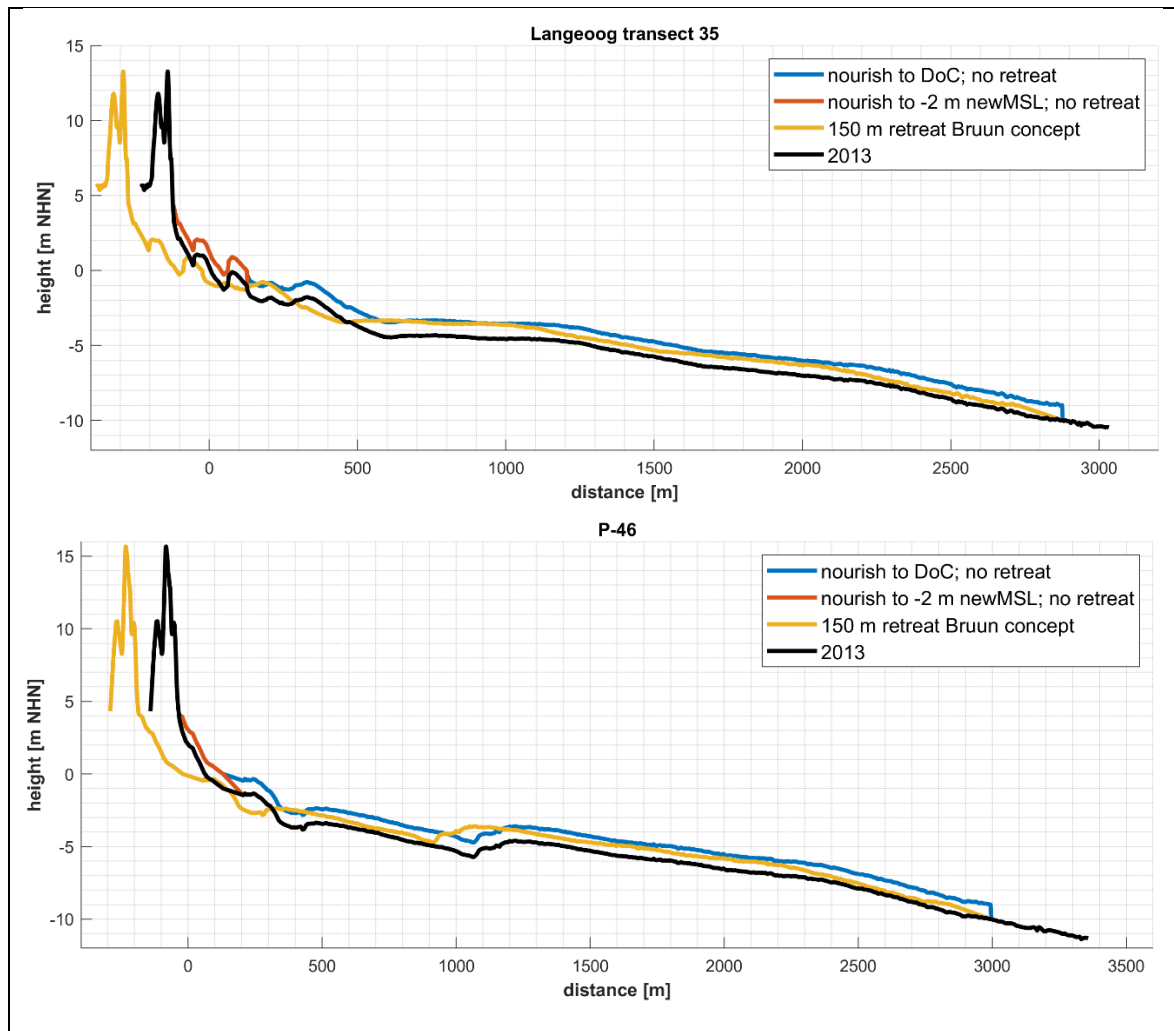 Langeoog transect 35
15
10
5
0
-5
-10
height [m NHN]
nourish to DoC; no retreat
nourish to -2 m newMSL; no retreat
150 m retreat Bruun concept
2013
0 500 1000 1500 2000 2500 3000
distance [m]
P-46
15
10
5
0
-5
-10
height [m NHN]
nourish to DoC; no retreat
nourish to -2 m newMSL; no retreat
150 m retreat Bruun concept
2013
0 500 1000 1500 2000 2500 3000 3500
distance [m]